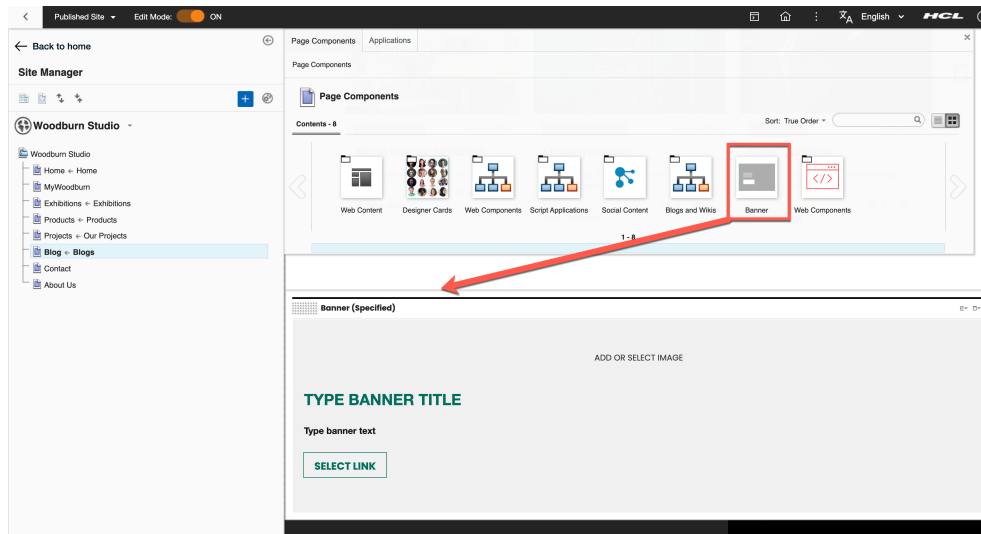 Published Site
Edit Mode: ON
English
HCL
Back to home
Site Manager
Woodburn Studio
Woodburn Studio
Home ← Home
MyWoodburn
Exhibitions ← Exhibitions
Products ← Products
Projects ← Our Projects
Blog ← Blogs
Contact
About Us
Page Components Applications
Page Components
Page Components
Contents - 8
Sort: True Order
Web Content Designer Cards Web Components Script Applications Social Content Blogs and Wikis Banner Web Components
1 - 8
Banner (Specified)
ADD OR SELECT IMAGE
TYPE BANNER TITLE
Type banner text
SELECT LINK